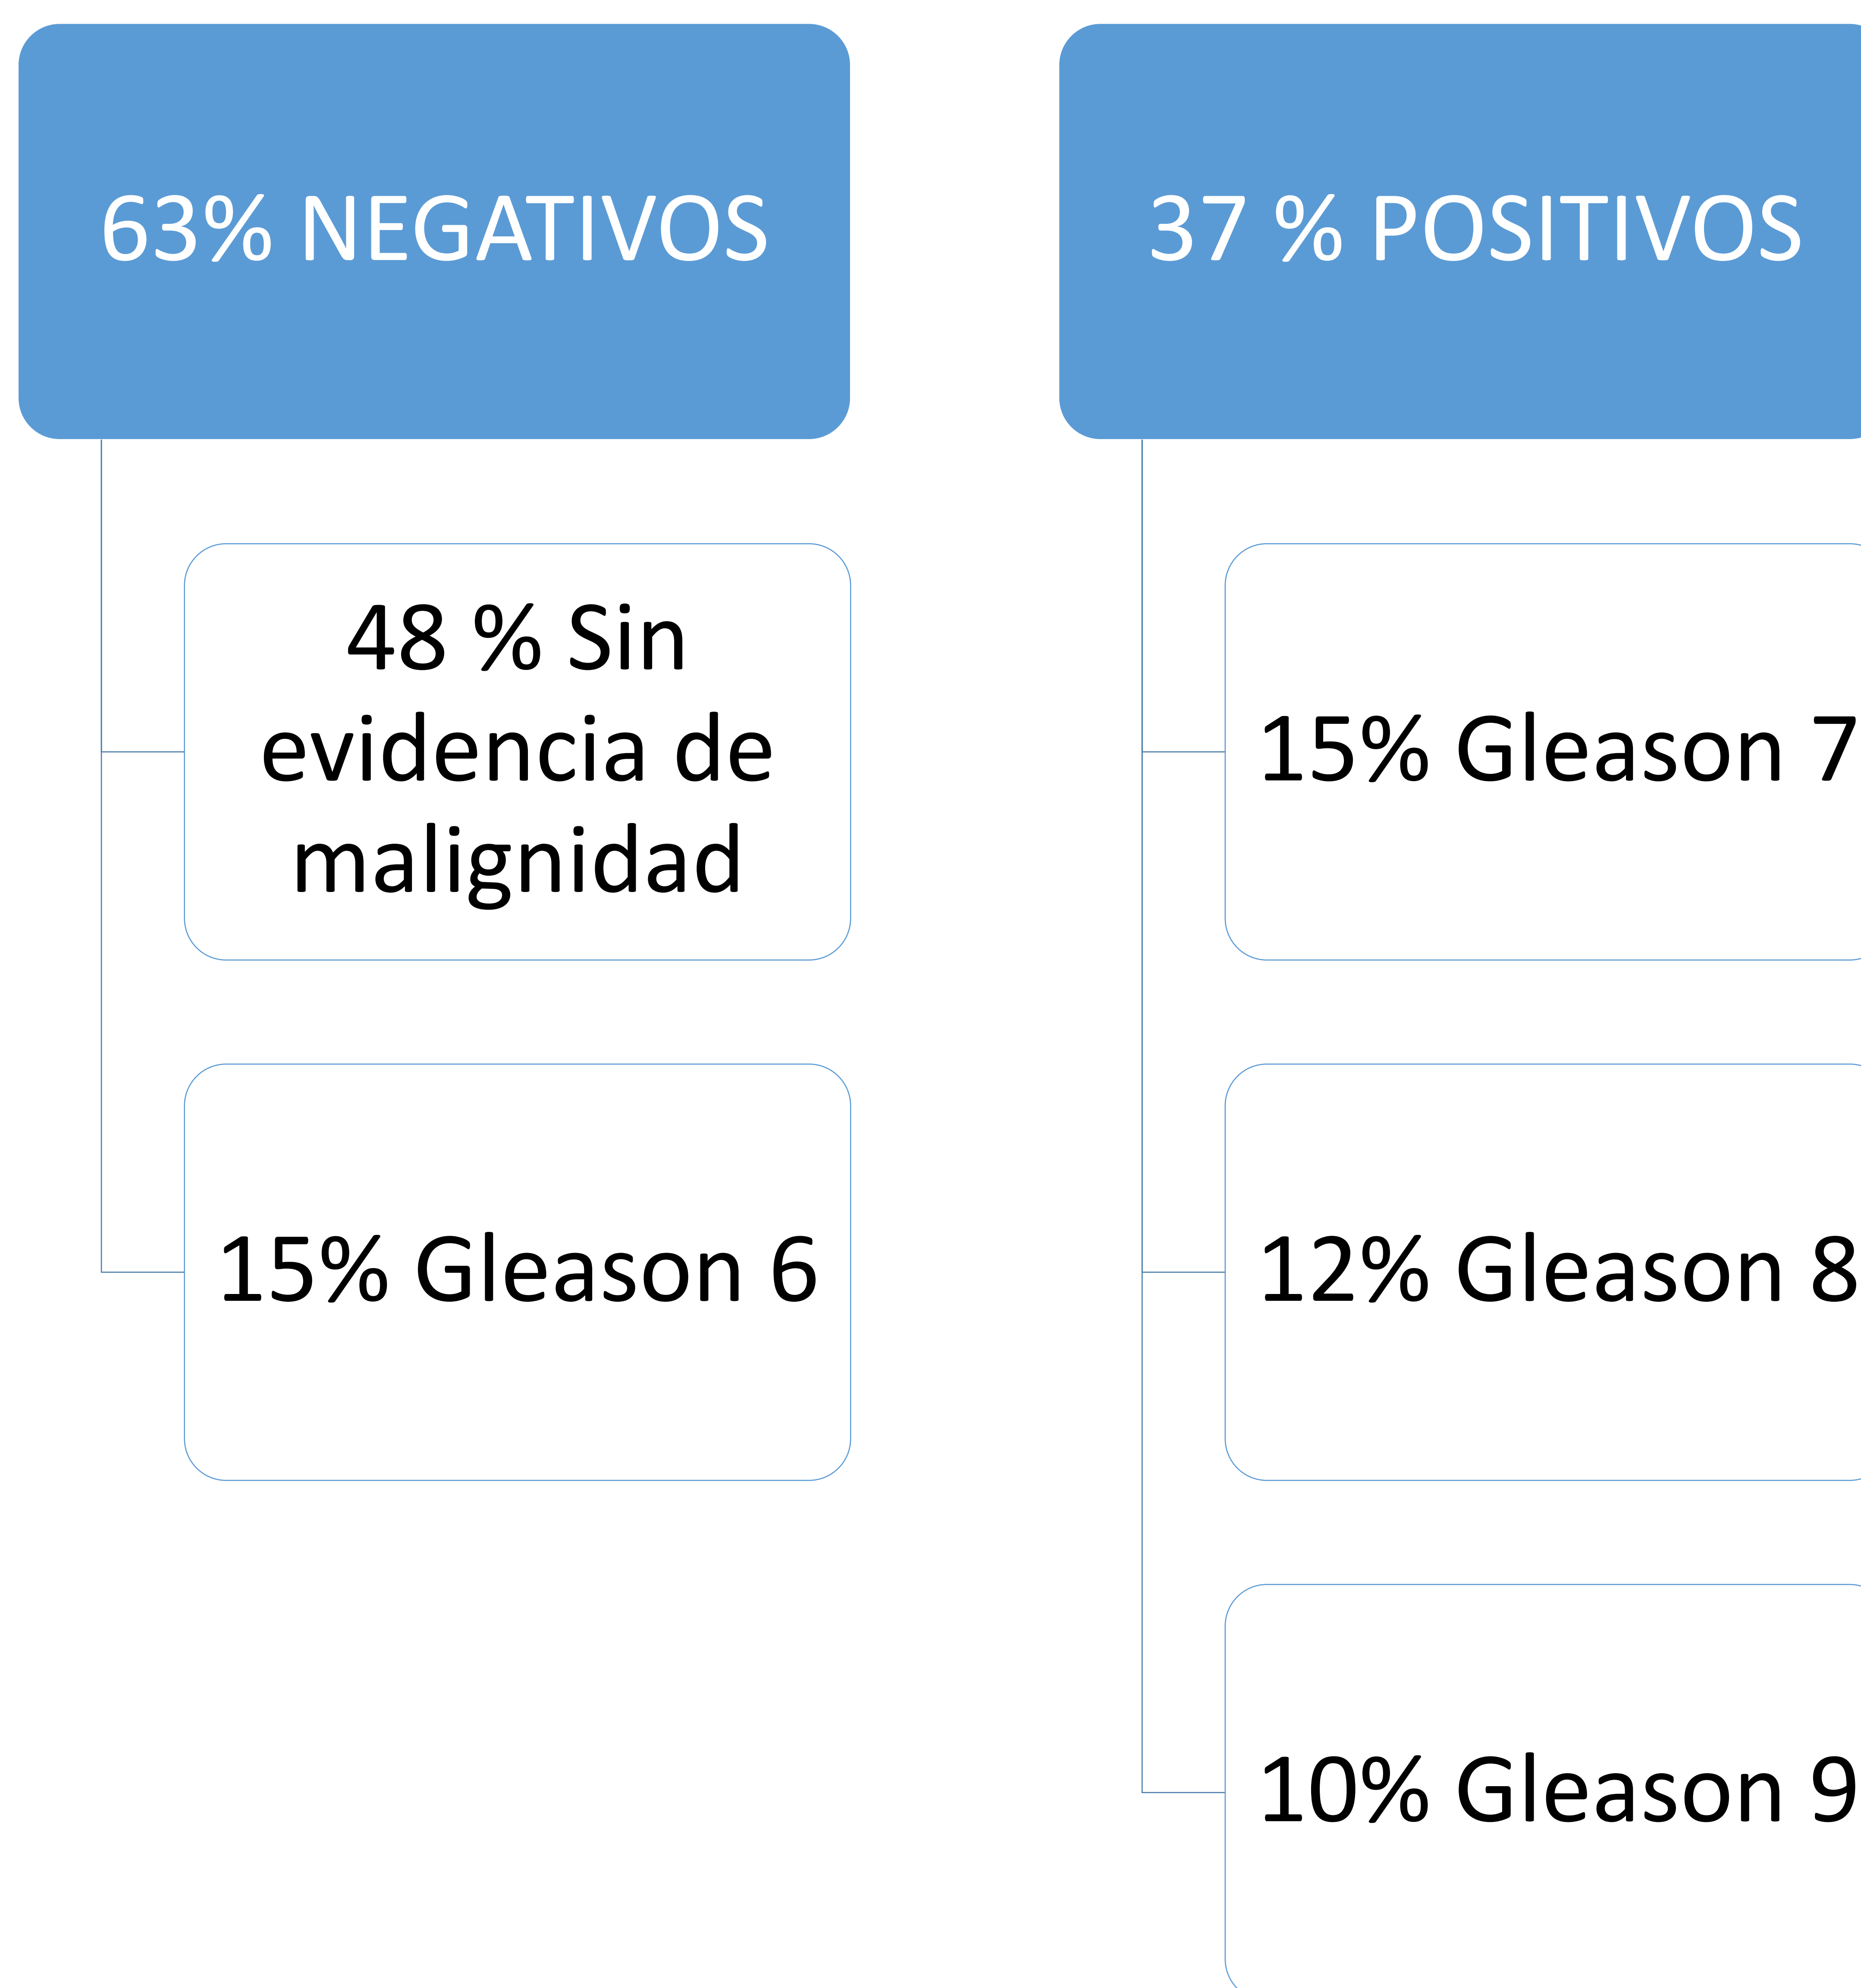 63% NEGATIVOS
48 % Sin
evidencia de
malignidad
15% Gleason 6
37 % POSITIVOS
15% Gleason 7
12% Gleason 8
10% Gleason 9